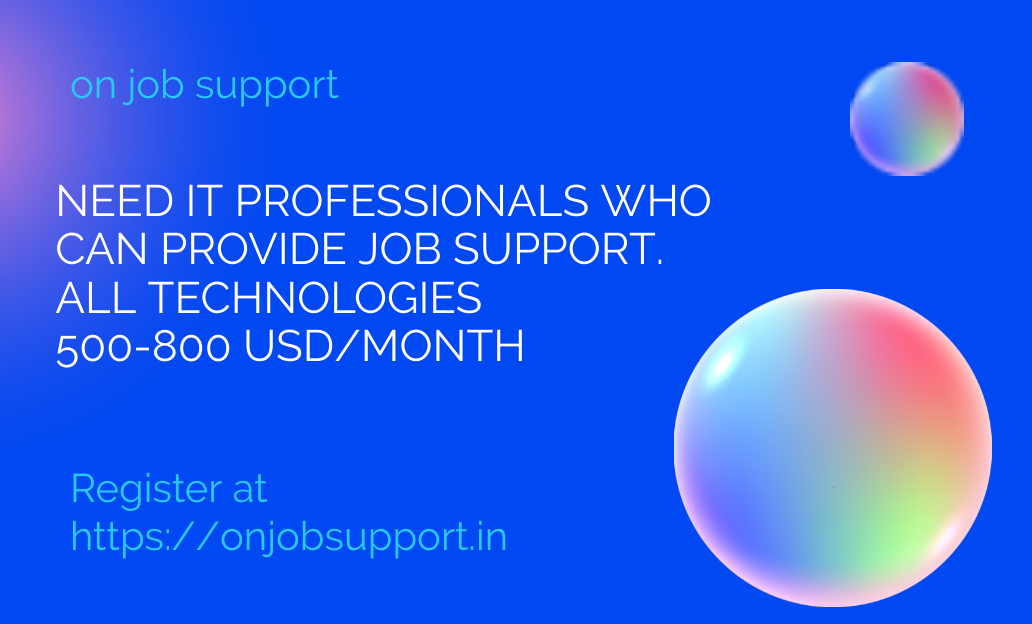 on job support
NEED IT PROFESSIONALS WHO
CAN PROVIDE JOB SUPPORT.
ALL TECHNOLOGIES
500-800 USD/MONTH
Register at
https://onjobsupport.in